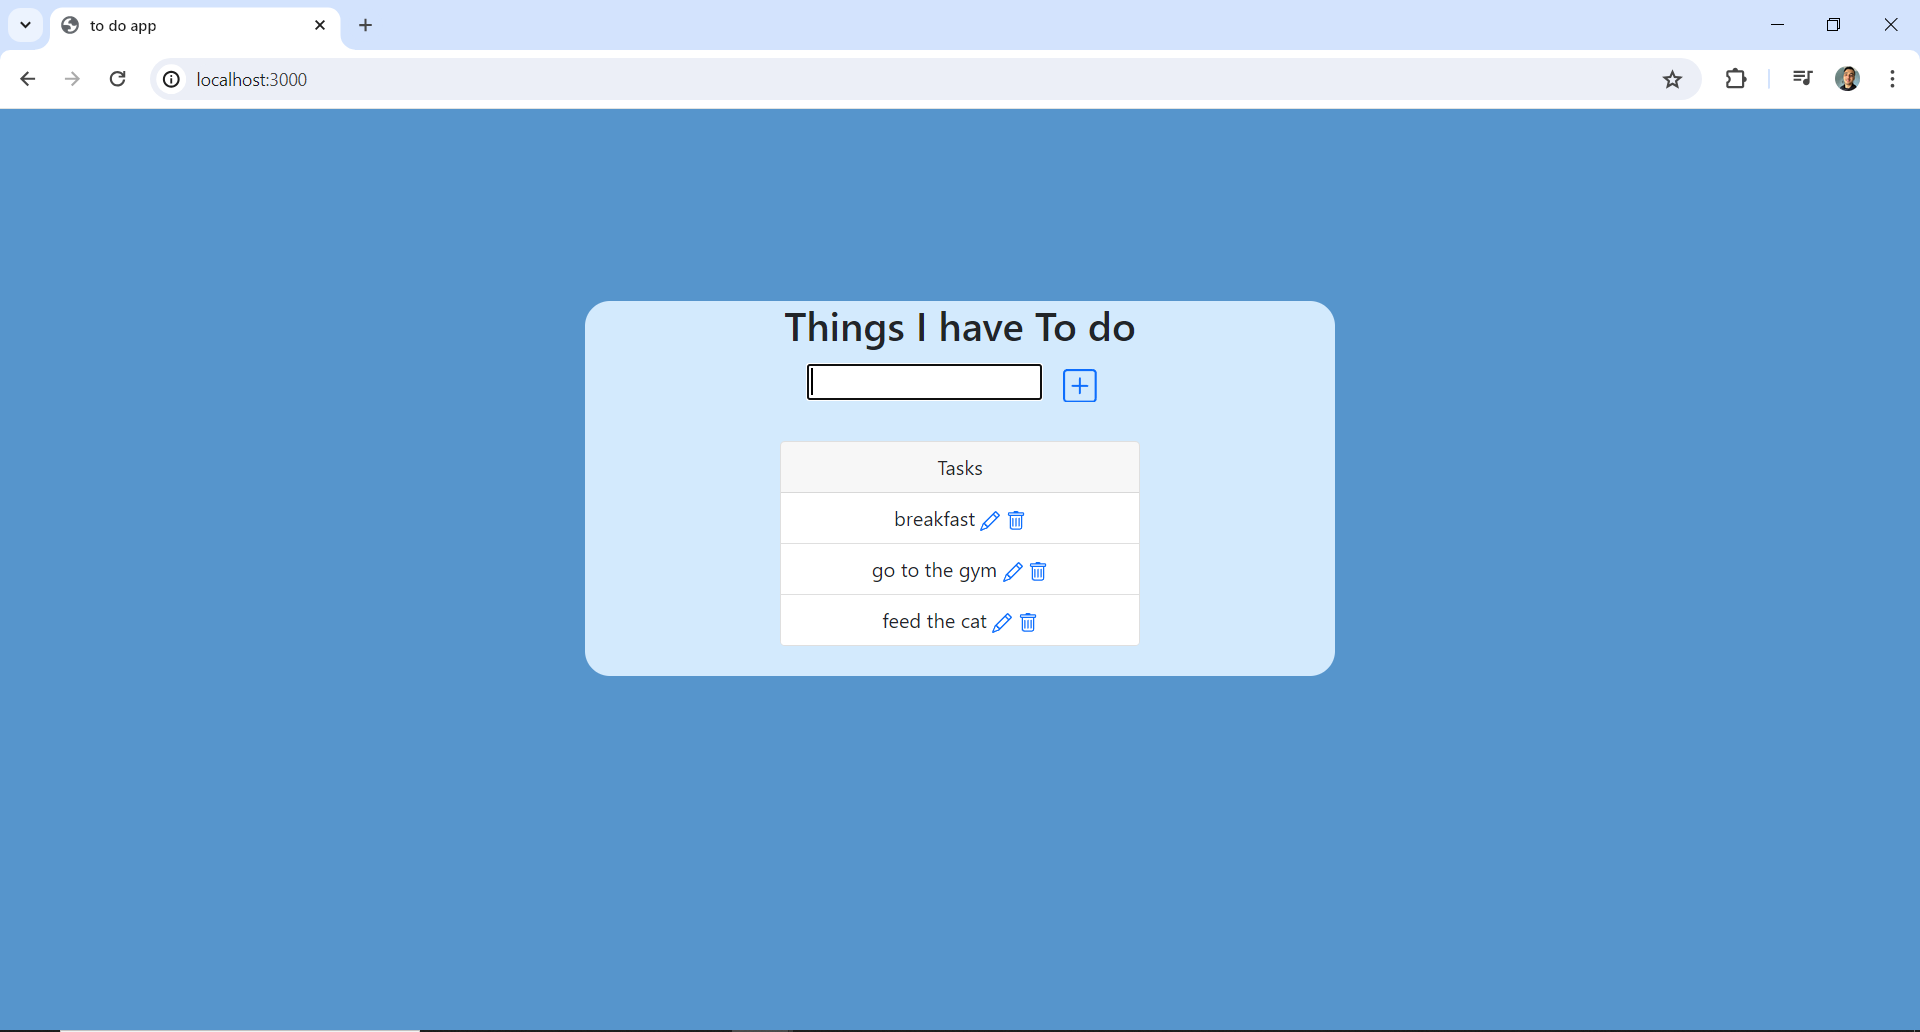 to do app
localhost:3000
Things I have To do
Tasks
breakfast
go to the gym
feed the cat